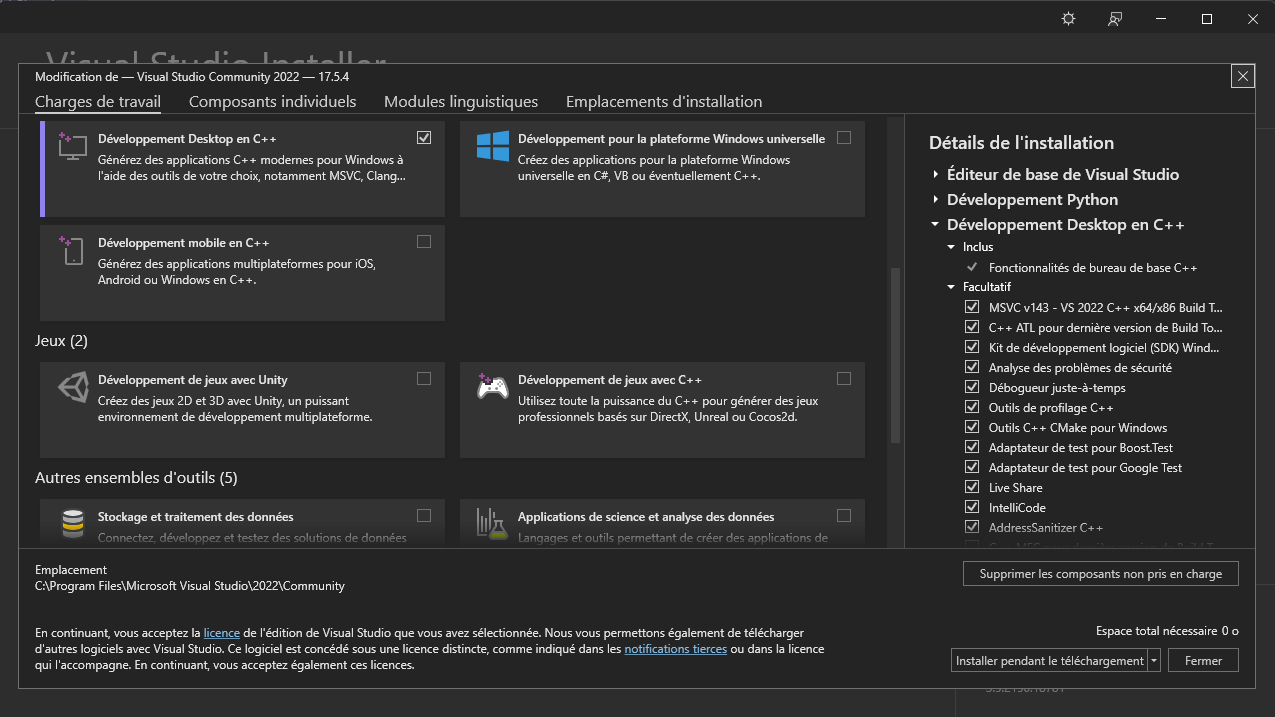 Visual Studio Installer
Modification de — Visual Studio Community 2022 — 17.5.4
Charges de travail
Composants individuels
Modules linguistiques
Emplacements d'installation
Développement Desktop en C++
Générez des applications C++ modernes pour Windows à
l'aide des outils de votre choix, notamment MSVC, Clang...
Développement pour la plateforme Windows universelle
Créez des applications pour la plateforme Windows
universelle en C#, VB ou éventuellement C++.
Développement mobile en C++
Générez des applications multiplateformes pour iOS,
Android ou Windows en C++.
Jeux (2)
Développement de jeux avec Unity
Créez des jeux 2D et 3D avec Unity, un puissant
environnement de développement multiplateforme.
Développement de jeux avec C++
Utilisez toute la puissance du C++ pour générer des jeux
professionnels basés sur DirectX, Unreal ou Cocos2d.
Autres ensembles d'outils (5)
Stockage et traitement des données
Connectez, développez et testez des solutions de données
Applications de science et analyse des données
Langages et outils permettant de créer des applications de
Détails de l'installation
Éditeur de base de Visual Studio
Développement Python
Développement Desktop en C++
Inclus
Fonctionnalités de bureau de base C++
Facultatif
MSVC v143 - VS 2022 C++ x64/x86 Build T...
C++ ATL pour dernière version de Build To...
Kit de développement logiciel (SDK) Wind...
Analyse des problèmes de sécurité
Débogueur juste-à-temps
Outils de profilage C++
Outils C++ CMake pour Windows
Adaptateur de test pour Boost.Test
Adaptateur de test pour Google Test
Live Share
IntelliCode
AddressSanitizer C++
Emplacement
C:\Program Files\Microsoft Visual Studio\2022\Community
Supprimer les composants non pris en charge
En continuant, vous acceptez la licence de l'édition de Visual Studio que vous avez sélectionnée. Nous vous permettons également de télécharger
d'autres logiciels avec Visual Studio. Ce logiciel est concédé sous une licence distincte, comme indiqué dans les notifications tierces ou dans la licence
qui l'accompagne. En continuant, vous acceptez également ces licences.
Espace total nécessaire 0 o
Installer pendant le téléchargement
Fermer